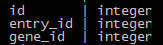 id | integer
entry_id | integer
gene_id | integer